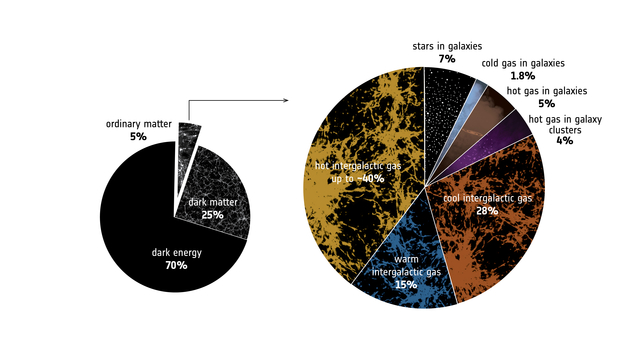 stars in galaxies
7%
cold gas in galaxies
1.8%
hot gas in galaxies
5%
hot gas in galaxy
clusters
4%
ordinary matter
5%
hot intergalactic gas
up to ~40%
dark matter
25%
cool intergalactic gas
28%
dark energy
70%
warm
intergalactic gas
15%